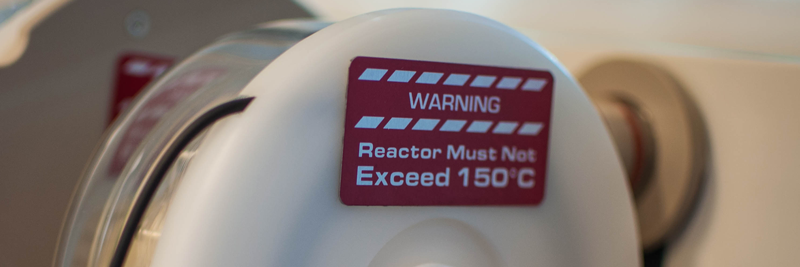 WARNING
Reactor Must Not
Exceed 150°C